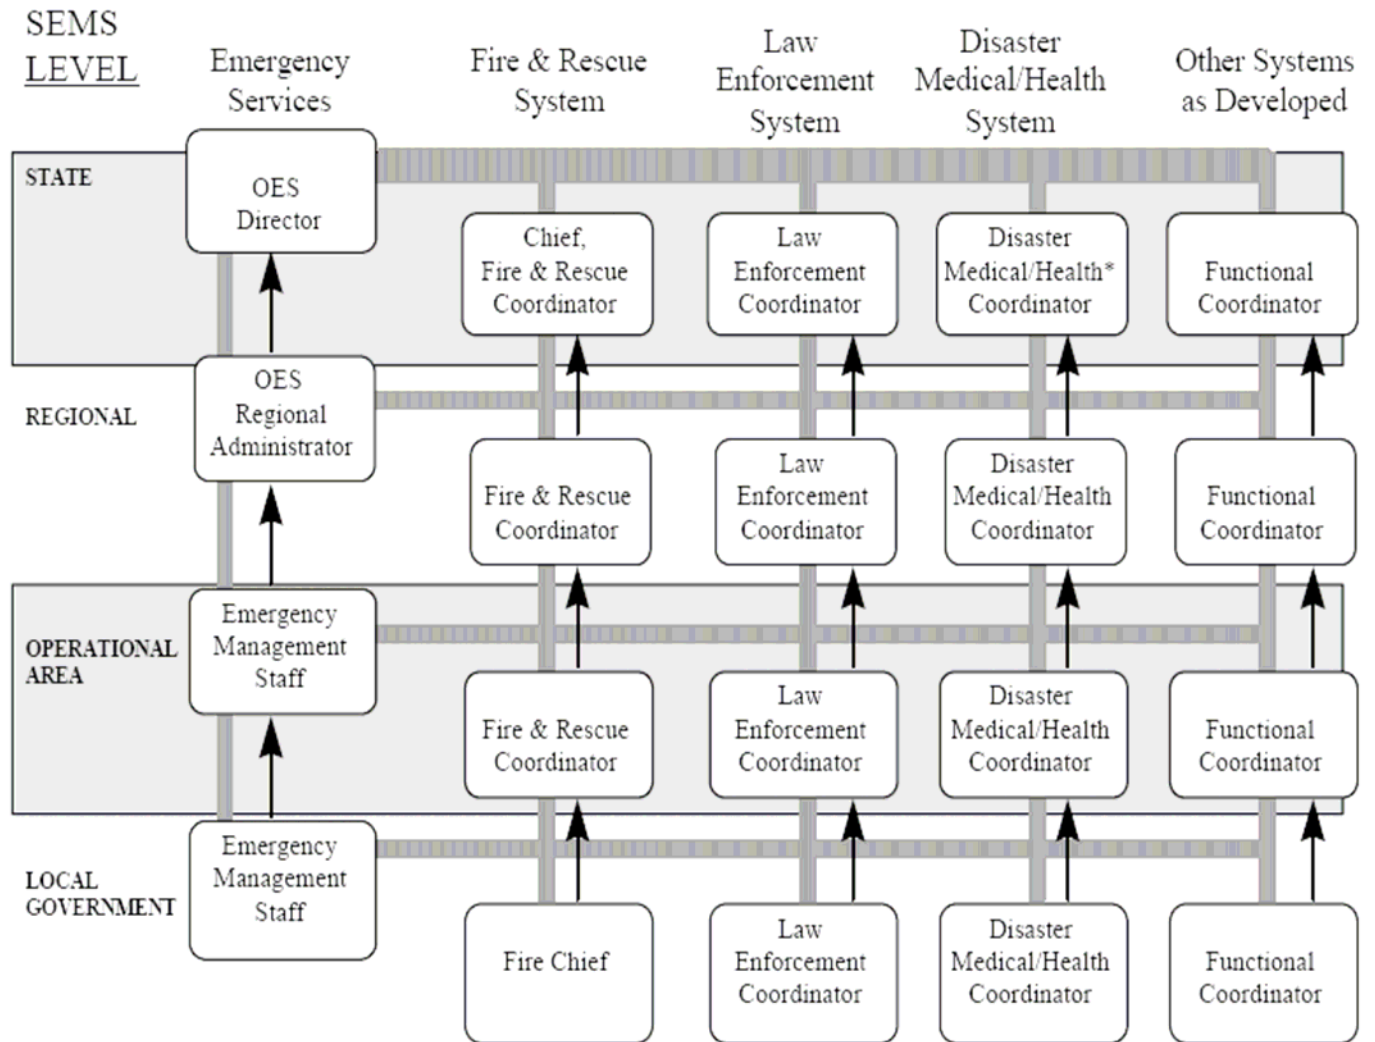 SEMS
LEVEL
Emergency
Services
Fire & Rescue
System
Law
Enforcement
System
Disaster
Medical/Health
System
Other Systems
as Developed
STATE
OES
Director
Chief,
Fire & Rescue
Coordinator
Law
Enforcement
Coordinator
Disaster
Medical/Health*
Coordinator
Functional
Coordinator
REGIONAL
OES
Regional
Administrator
Fire & Rescue
Coordinator
Law
Enforcement
Coordinator
Disaster
Medical/Health
Coordinator
Functional
Coordinator
OPERATIONAL
AREA
Emergency
Management
Staff
Fire & Rescue
Coordinator
Law
Enforcement
Coordinator
Disaster
Medical/Health
Coordinator
Functional
Coordinator
LOCAL
GOVERNMENT
Emergency
Management
Staff
Fire Chief
Law
Enforcement
Coordinator
Disaster
Medical/Health
Coordinator
Functional
Coordinator